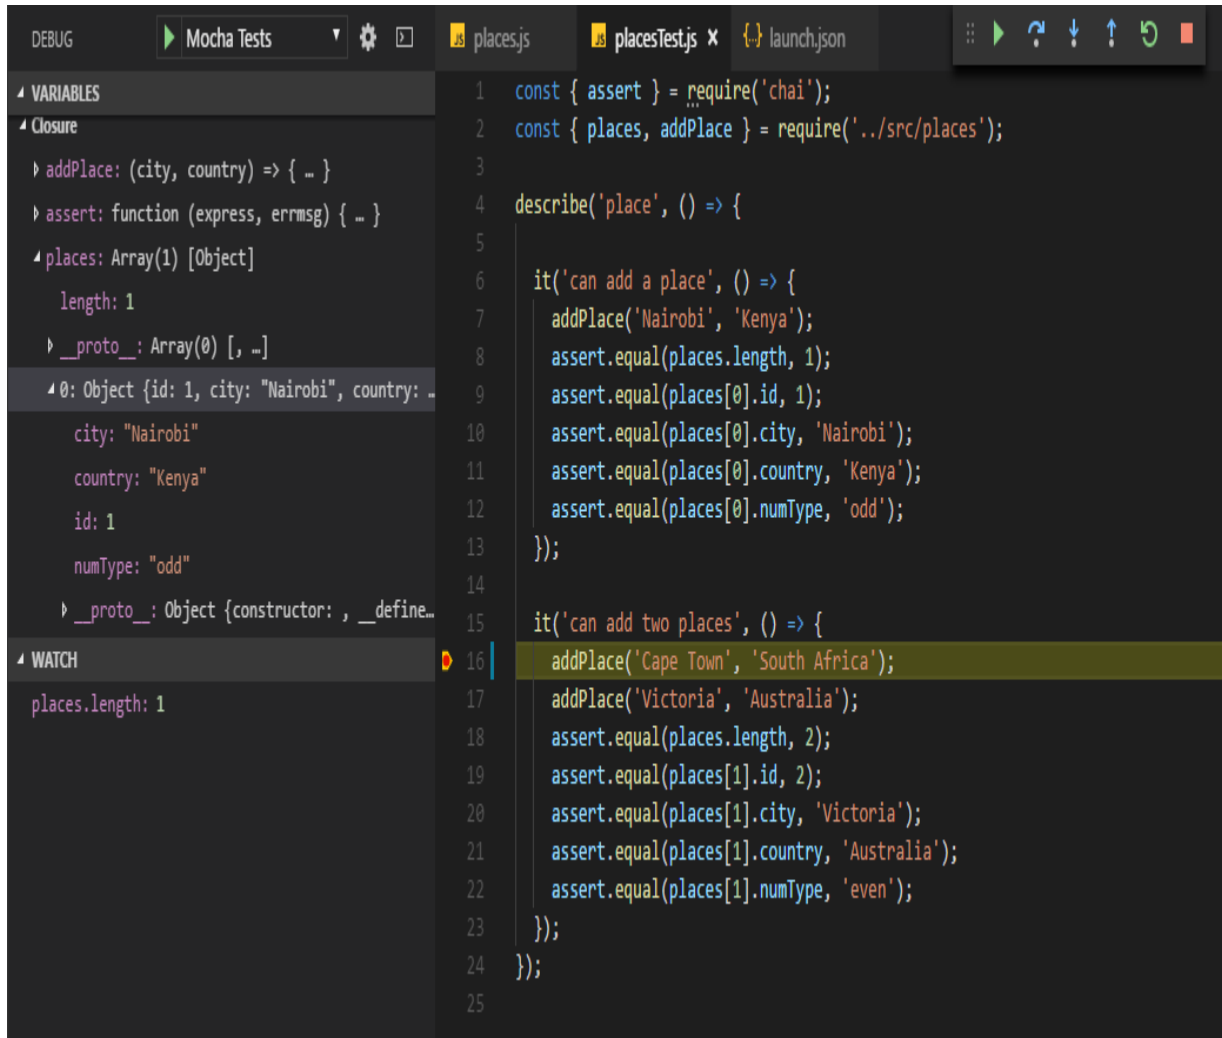 DEBUG Mocha Tests
VARIABLES
Closure
addPlace: (city, country) => { … }
assert: function (express, errmsg) { … }
places: Array(1) [Object]
length: 1
__proto__: Array(0) [, …]
0: Object {id: 1, city: "Nairobi", country: …
city: "Nairobi"
country: "Kenya"
id: 1
numType: "odd"
__proto__: Object {constructor: , __define…
WATCH
places.length: 1
JS places.js JS placesTest.js × {..} launch.json
1 const { assert } = require('chai');
2 const { places, addPlace } = require('../src/places');
3
4 describe('place', () => {
5
6 it('can add a place', () => {
7 addPlace('Nairobi', 'Kenya');
8 assert.equal(places.length, 1);
9 assert.equal(places[0].id, 1);
10 assert.equal(places[0].city, 'Nairobi');
11 assert.equal(places[0].country, 'Kenya');
12 assert.equal(places[0].numType, 'odd');
13 });
14
15 it('can add two places', () => {
16 addPlace('Cape Town', 'South Africa');
17 addPlace('Victoria', 'Australia');
18 assert.equal(places.length, 2);
19 assert.equal(places[1].id, 2);
20 assert.equal(places[1].city, 'Victoria');
21 assert.equal(places[1].country, 'Australia');
22 assert.equal(places[1].numType, 'even');
23 });
24 });
25